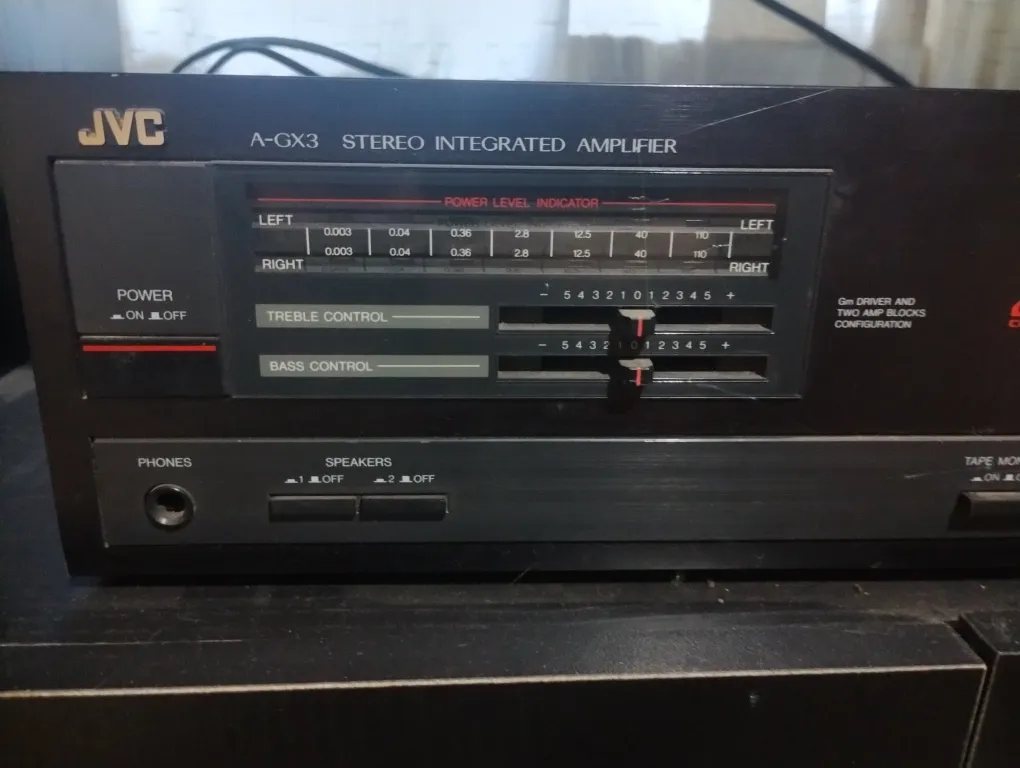 JVC
A-GX3 STEREO INTEGRATED AMPLIFIER
POWER LEVEL INDICATOR
LEFT LEFT
0.003 0.04 0.36 2.8 12.5 40 110
0.003 0.04 0.36 2.8 12.5 40 110
RIGHT RIGHT
POWER
ON OFF
- 5 4 3 2 1 0 1 2 3 4 5 +
TREBLE CONTROL
- 5 4 3 2 1 0 1 2 3 4 5 +
BASS CONTROL
Gm DRIVER AND
TWO AMP BLOCKS
CONFIGURATION
PHONES
SPEAKERS
1 OFF 2 OFF
TAPE MON
ON